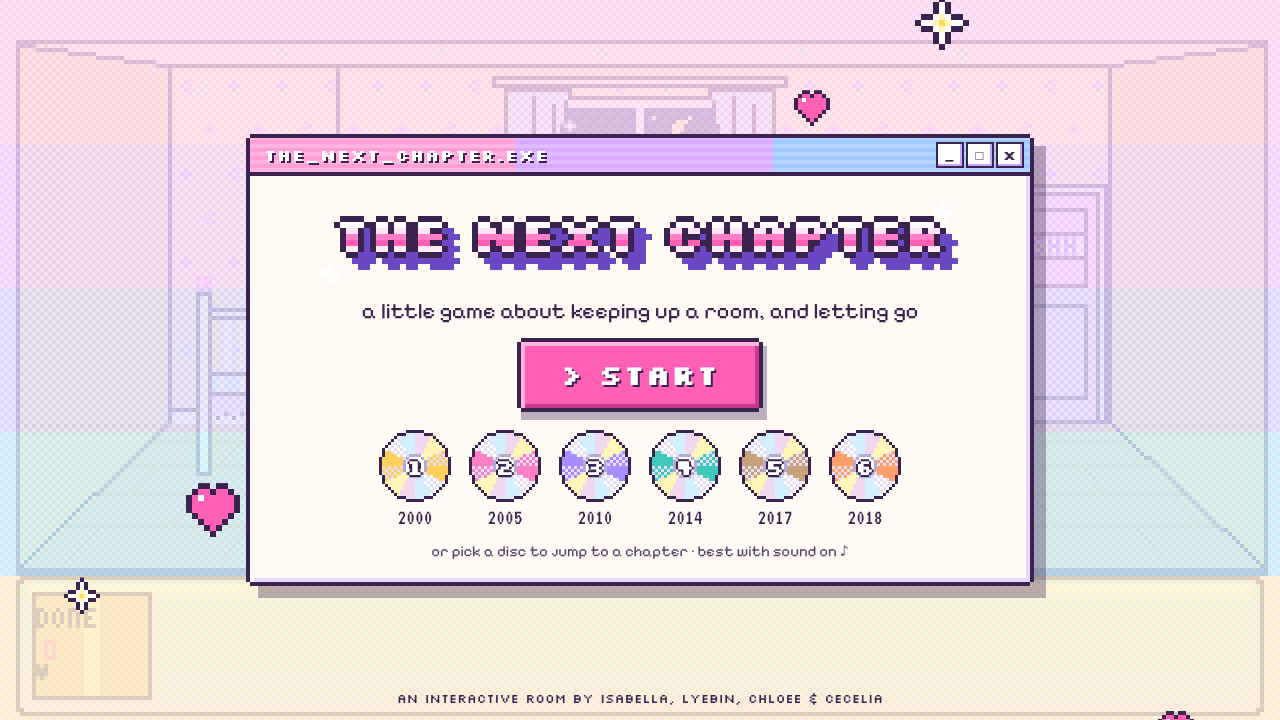 THE_NEXT_CHAPTER.EXE
THE NEXT CHAPTER
a little game about keeping up a room, and letting go
> START
1 2 3 4 5 6
2000 2005 2010 2014 2017 2018
or pick a disc to jump to a chapter · best with sound on ♪
DONE
0
AN INTERACTIVE ROOM BY ISABELLA, LYEBIN, CHLOEE & CECELIA